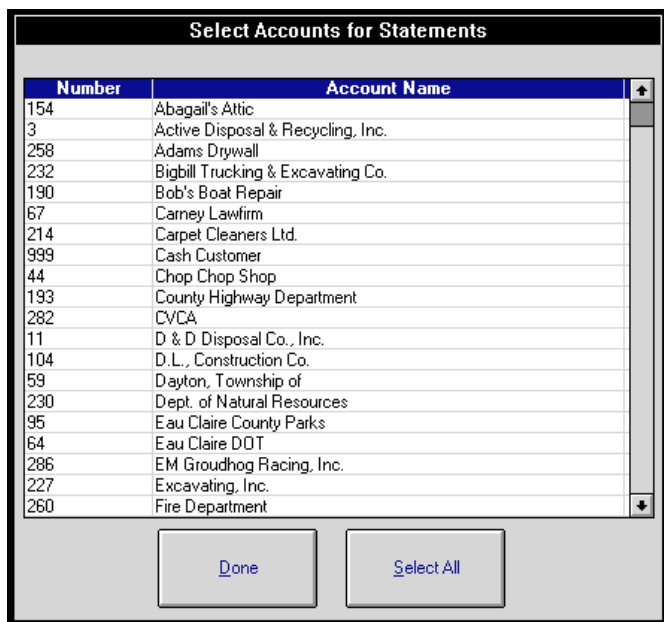 Select Accounts for Statements
Number Account Name
154 Abagail's Attic
3 Active Disposal & Recycling, Inc.
258 Adams Drywall
232 Bigbill Trucking & Excavating Co.
190 Bob's Boat Repair
67 Carney Lawfirm
214 Carpet Cleaners Ltd.
999 Cash Customer
44 Chop Chop Shop
193 County Highway Department
282 CVCA
11 D & D Disposal Co., Inc.
104 D.L., Construction Co.
59 Dayton, Township of
230 Dept. of Natural Resources
95 Eau Claire County Parks
64 Eau Claire DOT
286 EM Groudhog Racing, Inc.
227 Excavating, Inc.
260 Fire Department
Done Select All